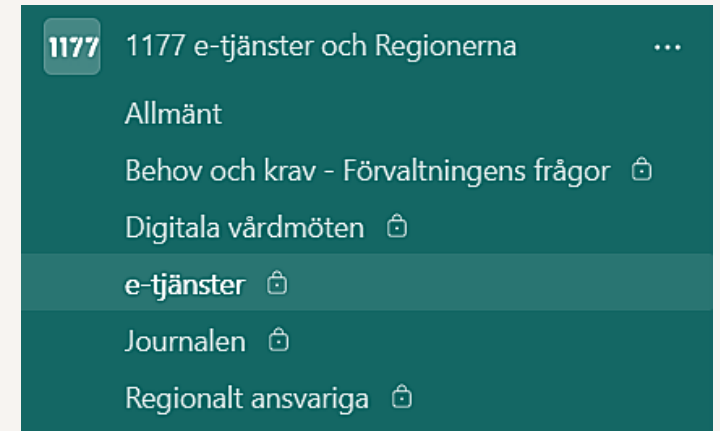 1177 1177 e-tjänster och Regionerna ...
Allmänt
Behov och krav - Förvaltningens frågor
Digitala vårdmöten
e-tjänster
Journalen
Regionalt ansvariga